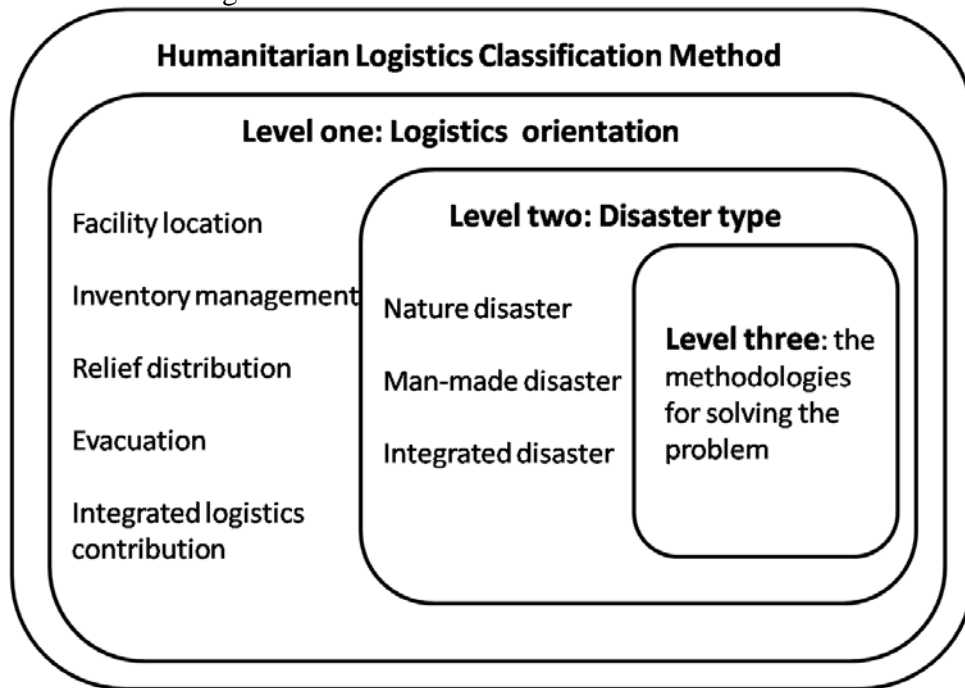 Humanitarian Logistics Classification Method
Level one: Logistics orientation
Facility location
Inventory management
Relief distribution
Evacuation
Integrated logistics
contribution
Level two: Disaster type
Nature disaster
Man-made disaster
Integrated disaster
Level three: the
methodologies
for solving the
problem